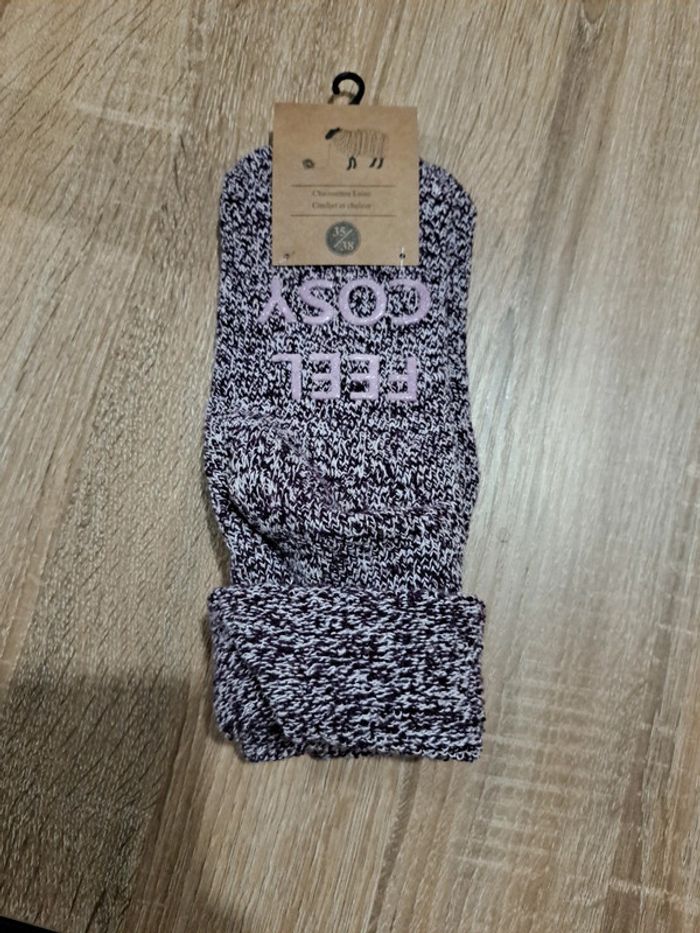 Chaussettes Laine
Confort et chaleur
35/38
FEEL
COSY